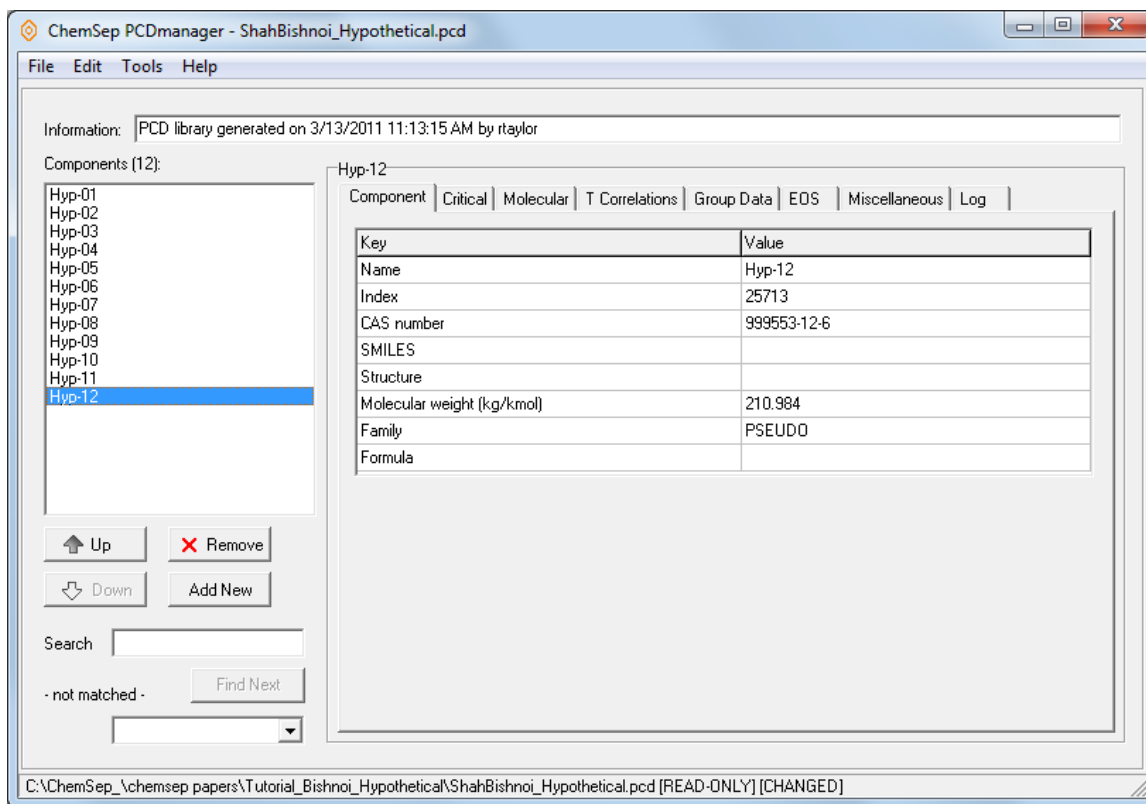 ChemSep PCDmanager - ShahBishnoi_Hypothetical.pcd
File Edit Tools Help
Information: PCD library generated on 3/13/2011 11:13:15 AM by rtaylor
Components (12):
Hyp-01
Hyp-02
Hyp-03
Hyp-04
Hyp-05
Hyp-06
Hyp-07
Hyp-08
Hyp-09
Hyp-10
Hyp-11
Hyp-12
Up Remove
Down Add New
Search
- not matched - Find Next
Hyp-12
Component Critical Molecular T Correlations Group Data EOS Miscellaneous Log
Key Value
Name Hyp-12
Index 25713
CAS number 999553-12-6
SMILES
Structure
Molecular weight (kg/kmol) 210.984
Family PSEUDO
Formula
C:\ChemSep_\chemsep papers\Tutorial_Bishnoi_Hypothetical\ShahBishnoi_Hypothetical.pcd [READ-ONLY] [CHANGED]